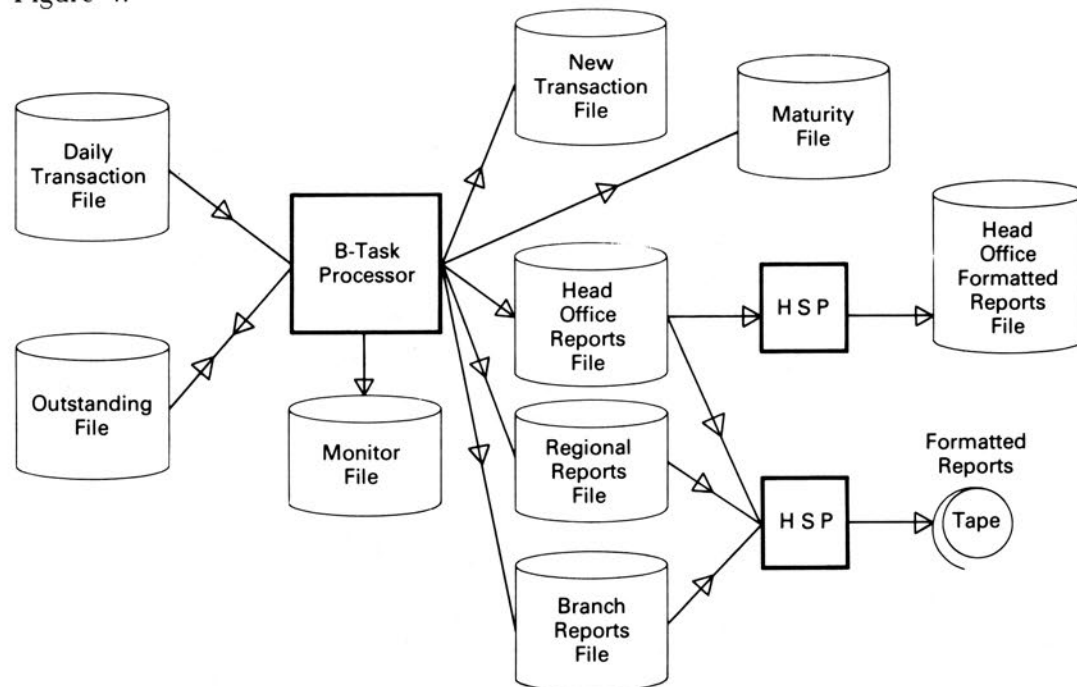 Figure 4.
New
Transaction
File
Maturity
File
Daily
Transaction
File
B-Task
Processor
Head
Office
Reports
File
H S P
Head
Office
Formatted
Reports
File
Outstanding
File
Monitor
File
Regional
Reports
File
H S P
Formatted
Reports
Tape
Branch
Reports
File